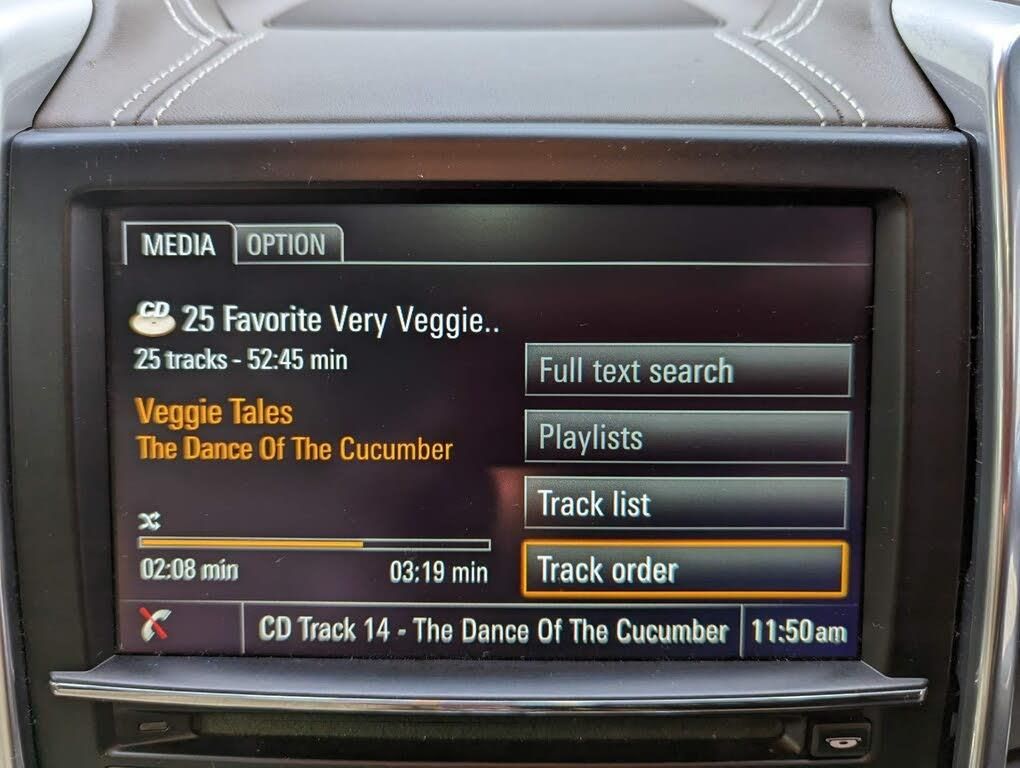 MEDIA OPTION
CD 25 Favorite Very Veggie..
25 tracks - 52:45 min
Veggie Tales
The Dance Of The Cucumber
02:08 min 03:19 min
Full text search
Playlists
Track list
Track order
CD Track 14 - The Dance Of The Cucumber 11:50am